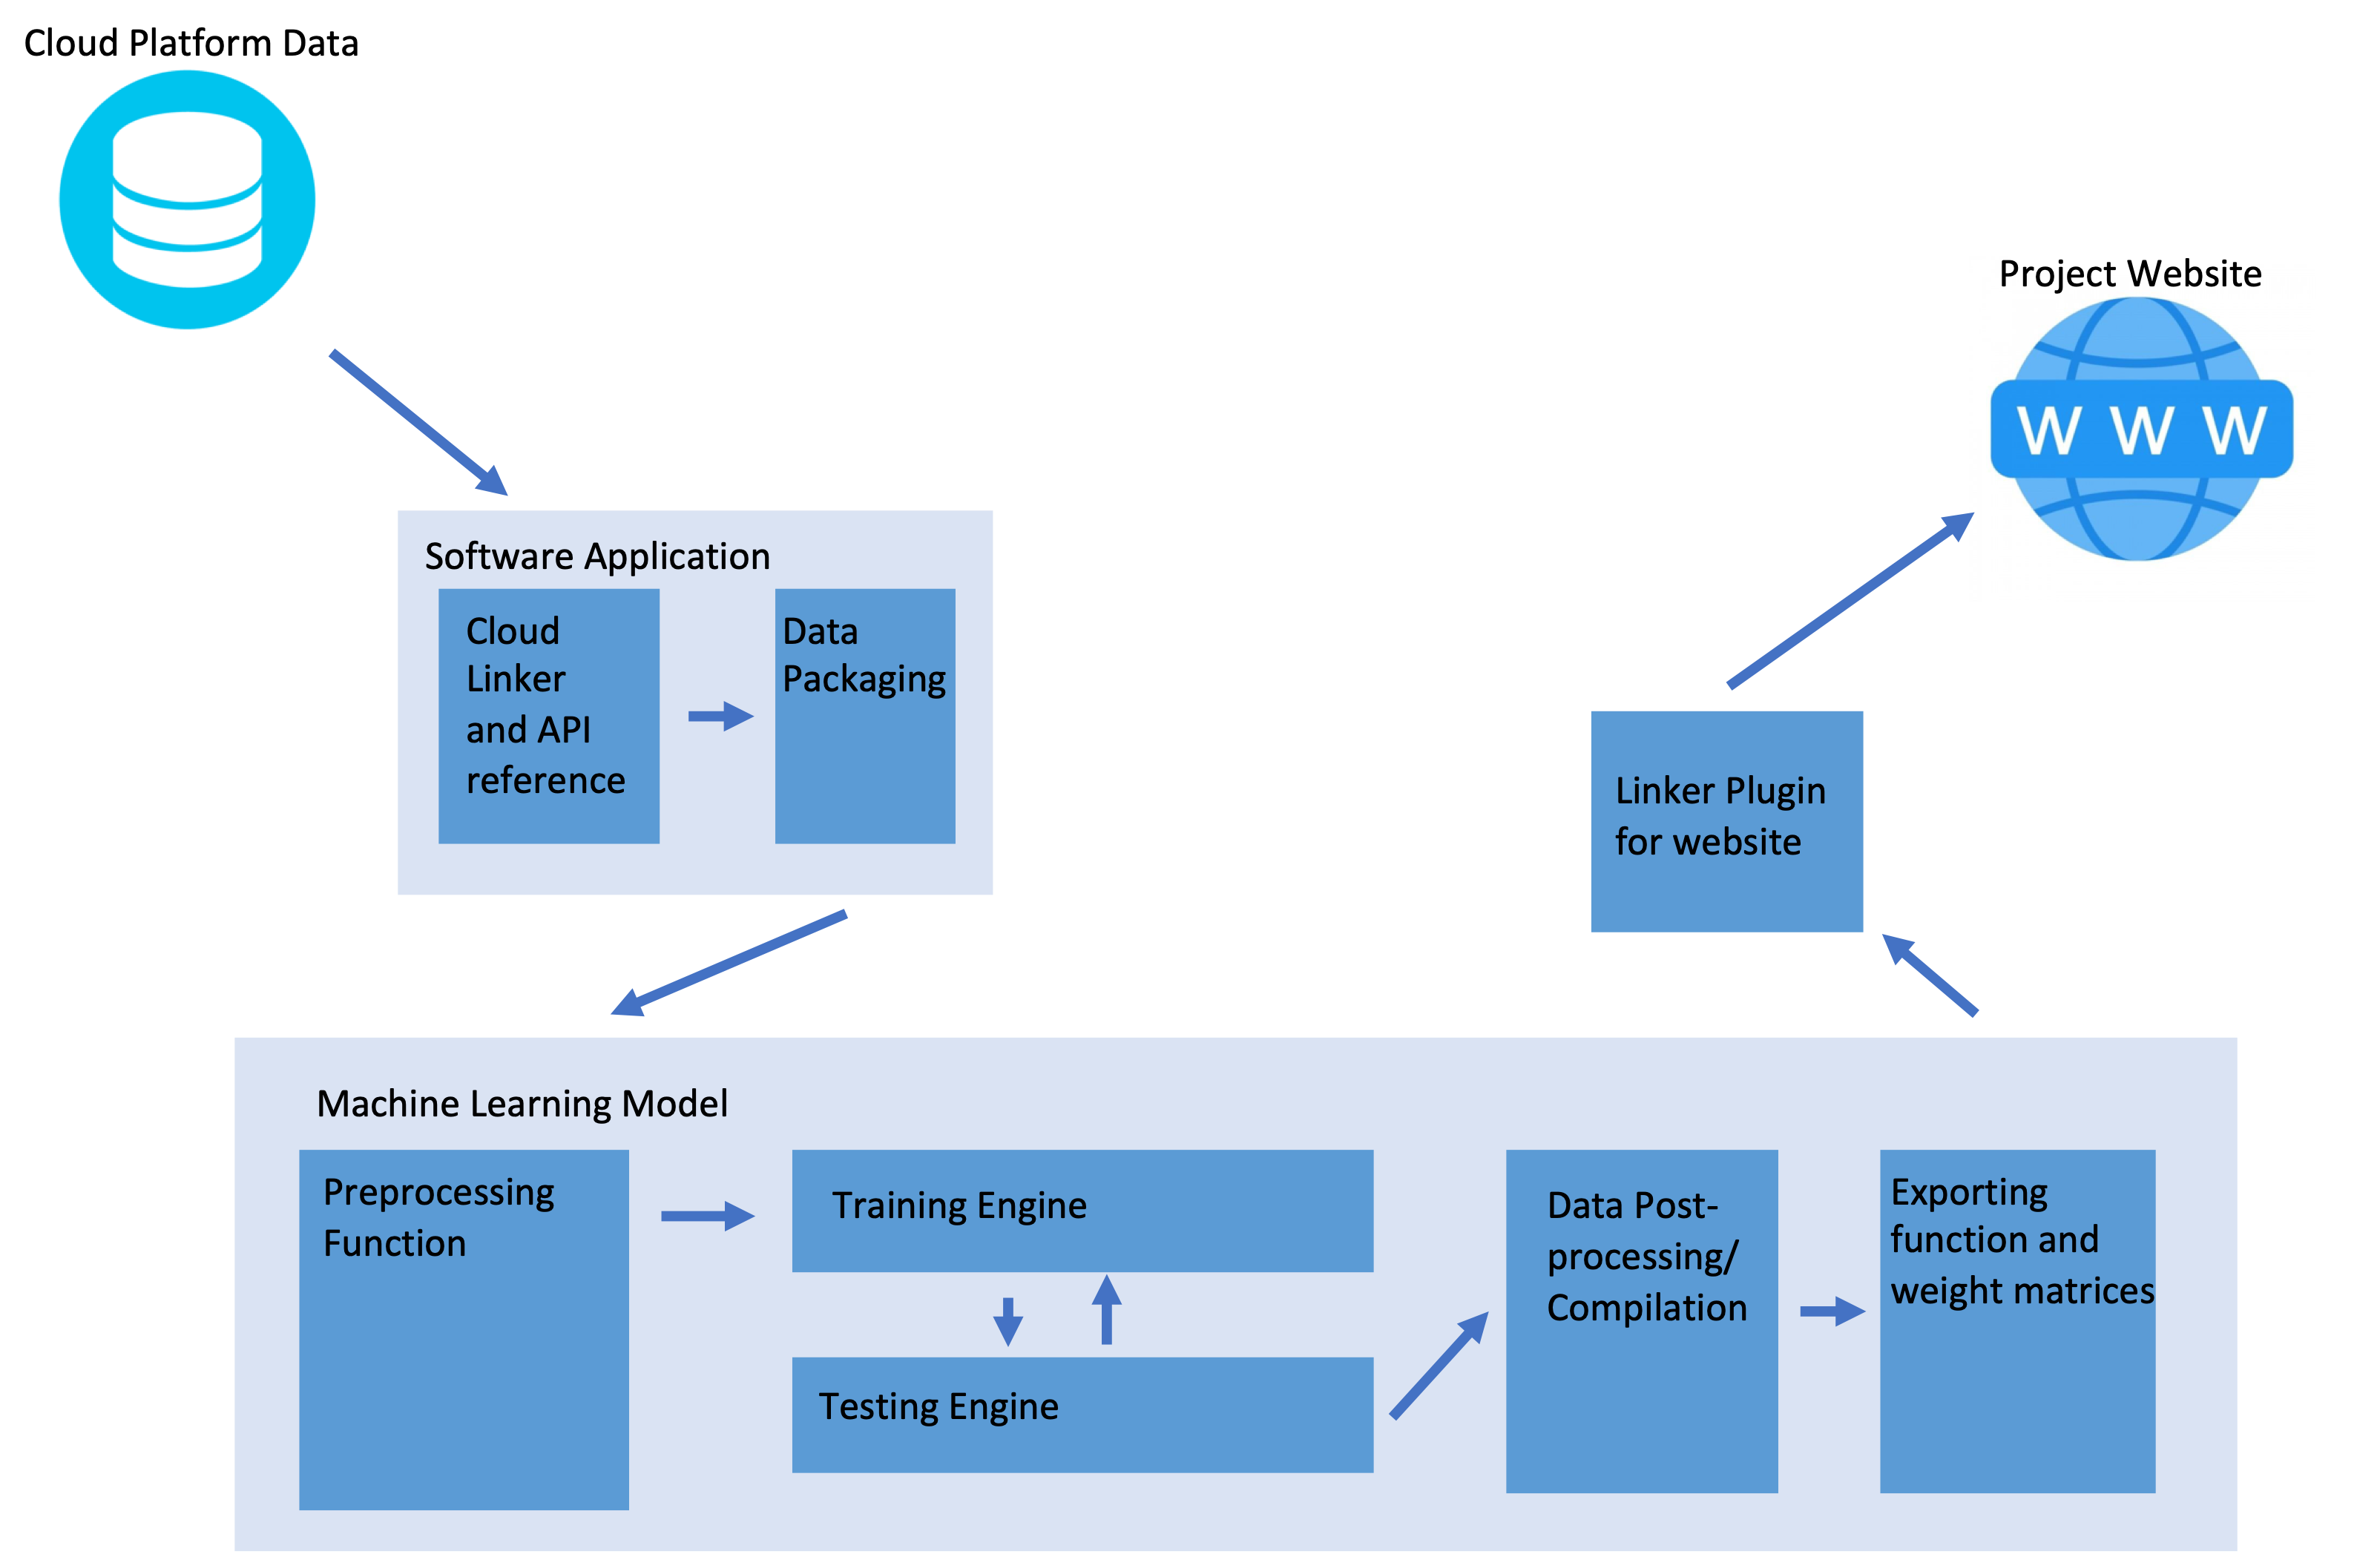 Cloud Platform Data
Project Website
W W W
Software Application
Cloud
Linker
and API
reference
Data
Packaging
Linker Plugin
for website
Machine Learning Model
Preprocessing
Function
Training Engine
Testing Engine
Data Post-
processing/
Compilation
Exporting
function and
weight matrices